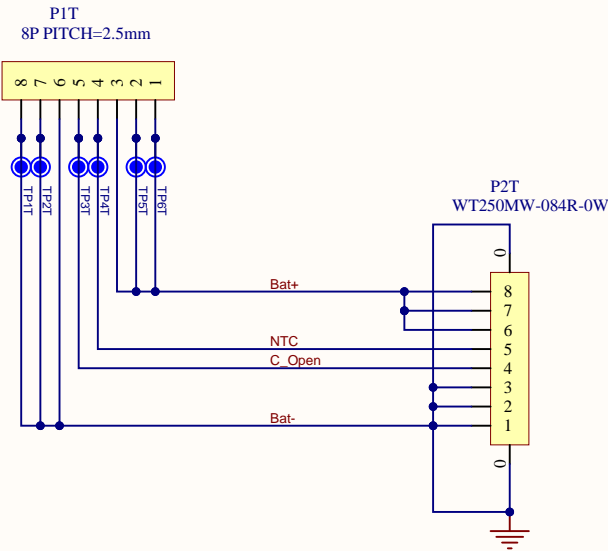 P1T
8P PITCH=2.5mm
8 7 6 5 4 3 2 1
TP1T
TP2T
TP3T
TP4T
TP5T
TP6T
P2T
WT250MW-084R-0W
0
Bat+
8
7
6
NTC
5
C_Open
4
3
2
Bat-
1
0